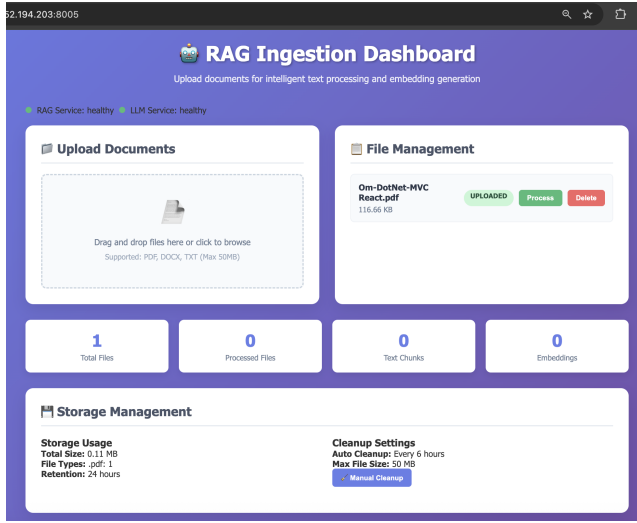 52.194.203:8005
RAG Ingestion Dashboard
Upload documents for intelligent text processing and embedding generation
RAG Service: healthy LLM Service: healthy
Upload Documents
Drag and drop files here or click to browse
Supported: PDF, DOCX, TXT (Max 50MB)
File Management
Om-DotNet-MVC
React.pdf
116.66 KB
UPLOADED Process Delete
1
Total Files
0
Processed Files
0
Text Chunks
0
Embeddings
Storage Management
Storage Usage
Total Size: 0.11 MB
File Types: .pdf: 1
Retention: 24 hours
Cleanup Settings
Auto Cleanup: Every 6 hours
Max File Size: 50 MB
Manual Cleanup